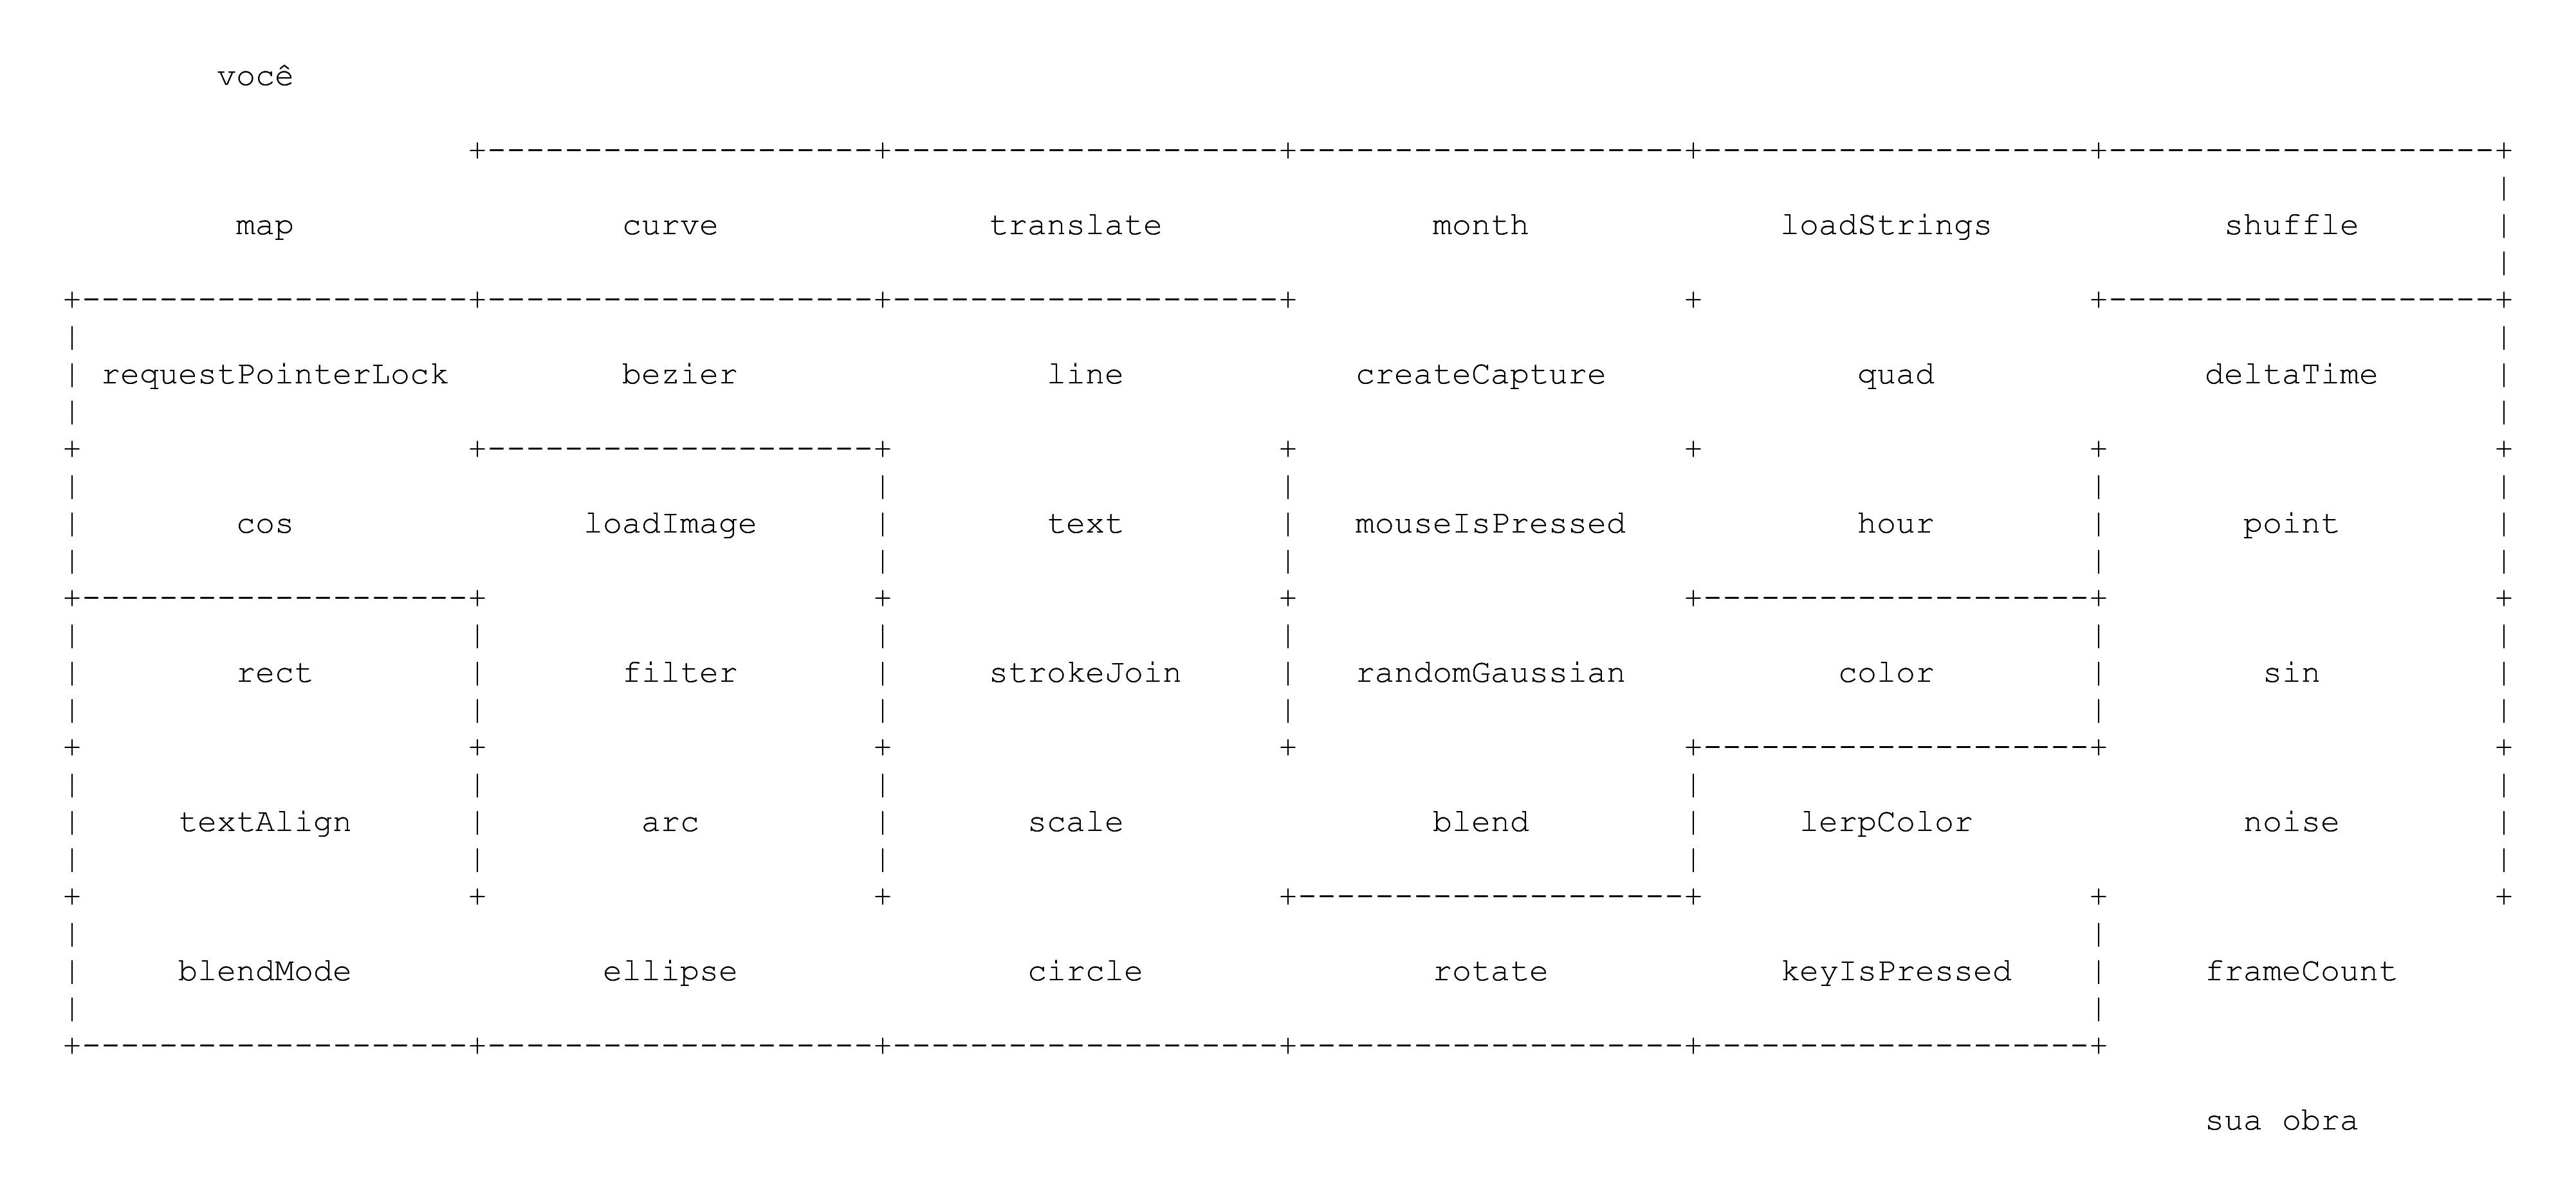 você
map curve translate month loadStrings shuffle
requestPointerLock bezier line createCapture quad deltaTime
cos loadImage text mouseIsPressed hour point
rect filter strokeJoin randomGaussian color sin
textAlign arc scale blend lerpColor noise
blendMode ellipse circle rotate keyIsPressed frameCount
sua obra